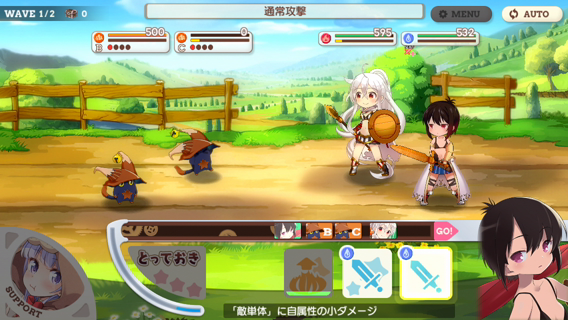 WAVE 1/2 0
通常攻撃
MENU
AUTO
500
B
0
C
595
532
B
C
GO!
とっておき
SUPPORT
「敵単体」に自属性の小ダメージ